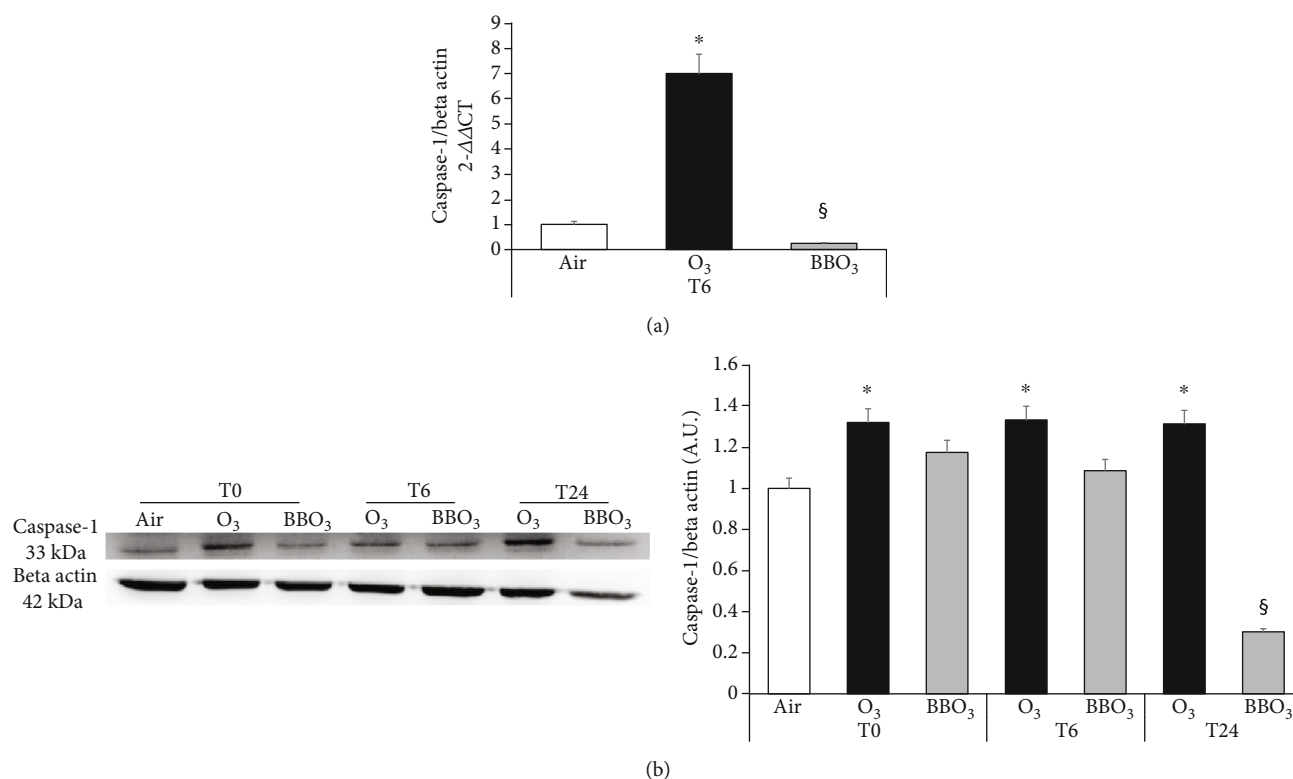 9
8
7
6
5
4
3
2
1
0
Caspase-1/beta actin
2-ΔΔCT
*
§
Air O₃ BBO₃
T6
(a)
T0 T6 T24
Air O₃ BBO₃ O₃ BBO₃ O₃ BBO₃
Caspase-1
33 kDa
Beta actin
42 kDa
1.6
1.4
1.2
1
0.8
0.6
0.4
0.2
0
Caspase-1/beta actin (A.U.)
* * *
§
Air O₃ BBO₃ O₃ BBO₃ O₃ BBO₃
T0 T6 T24
(b)